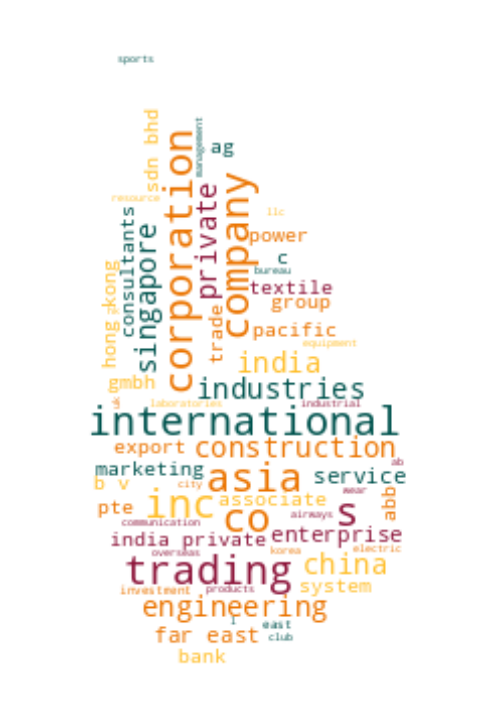 sports
sdn bhd
corporation
management
ag
private
company
resource
llc
consultants
singapore
power
c
bureau
textile
hong kong
trade
group
pacific
equipment
india
gmbh
industries
uk
laboratories
industrial
international
export
construction
marketing
asia
ab
service
b v
city
inc
associate
wear
abb
pte
co
s
airways
communication
india private
enterprise
overseas
korea
electric
trading
china
investment
products
system
engineering
l
east
far east
club
bank